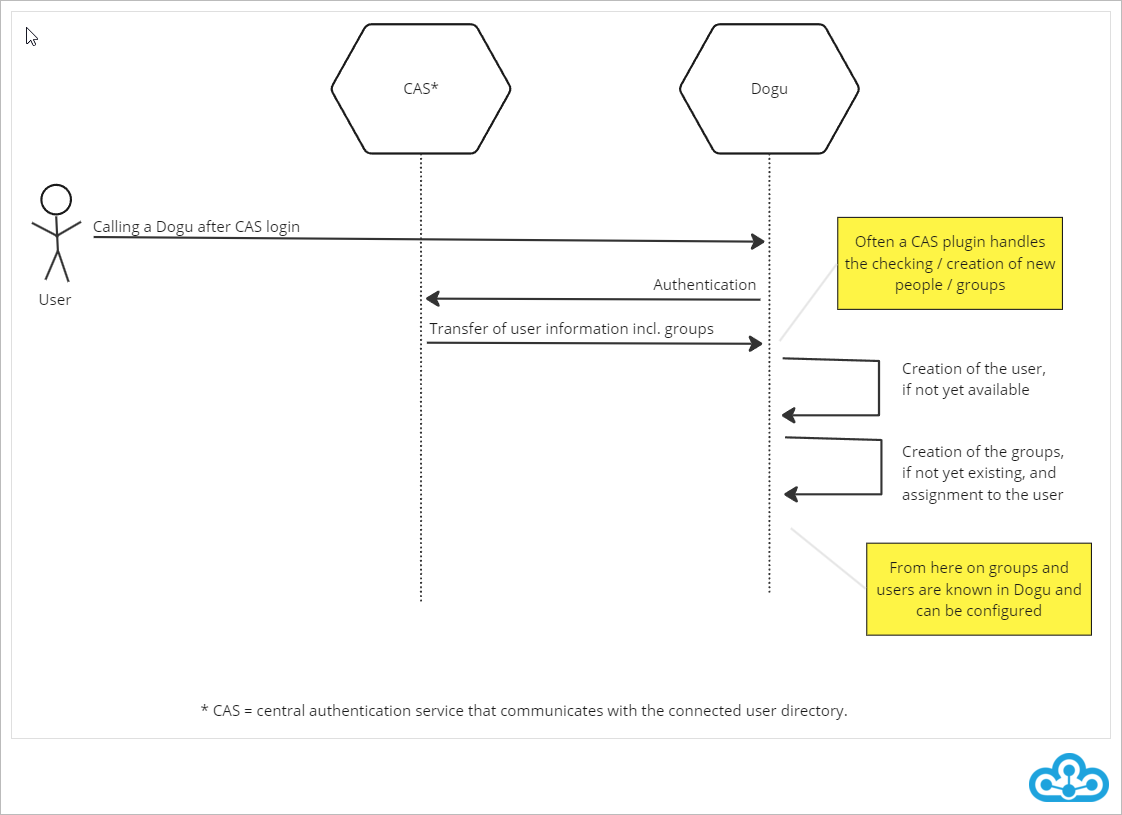 CAS*
Dogu
Calling a Dogu after CAS login
User
Often a CAS plugin handles
the checking / creation of new
people / groups
Authentication
Transfer of user information incl. groups
Creation of the user,
if not yet available
Creation of the groups,
if not yet existing, and
assignment to the user
From here on groups and
users are known in Dogu and
can be configured
* CAS = central authentication service that communicates with the connected user directory.